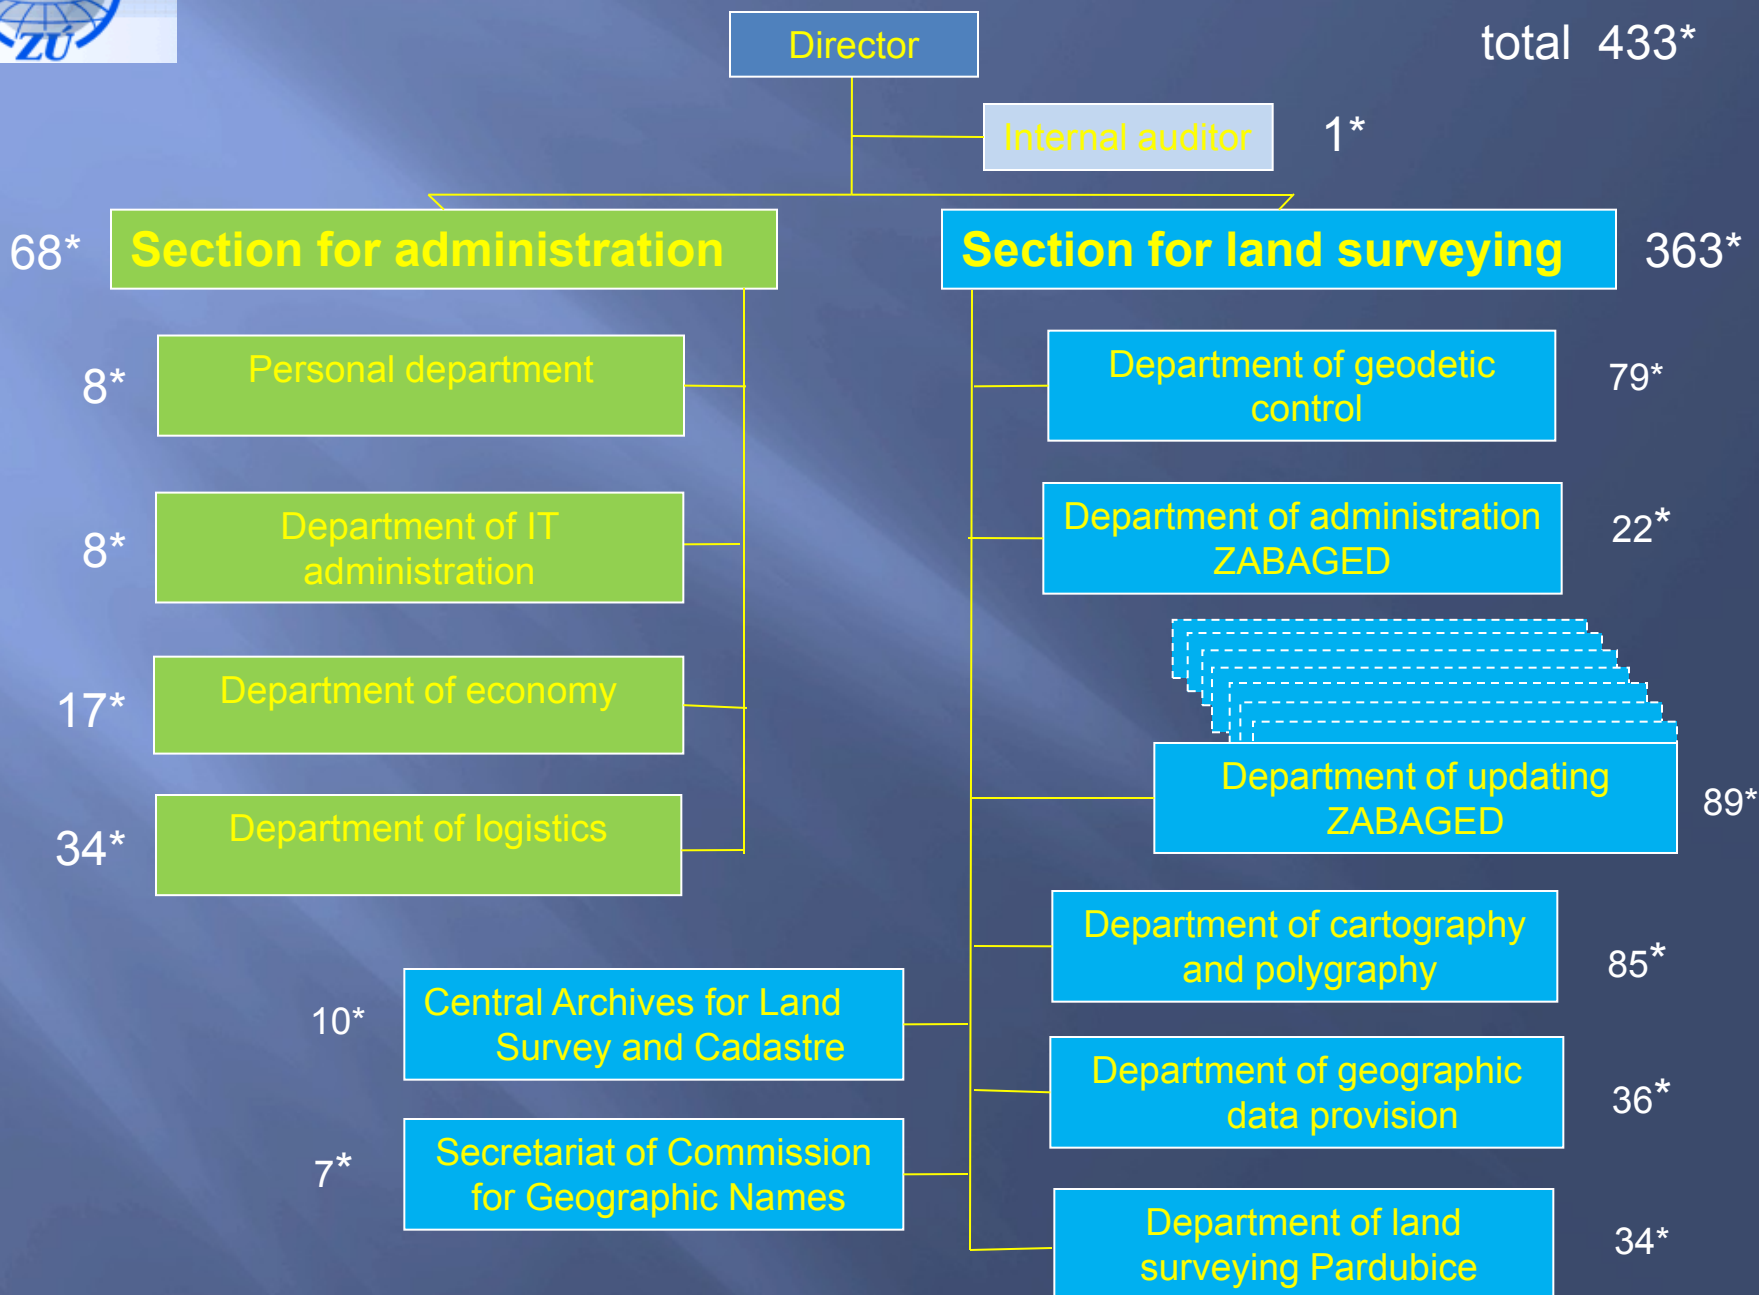 ZÚ
Director
total 433*
Internal auditor
1*
68*
Section for administration
Section for land surveying
363*
8*
Personal department
Department of geodetic
control
79*
8*
Department of IT
administration
Department of administration
ZABAGED
22*
17*
Department of economy
Department of updating
ZABAGED
89*
34*
Department of logistics
Department of cartography
and polygraphy
85*
10*
Central Archives for Land
Survey and Cadastre
Department of geographic
data provision
36*
7*
Secretariat of Commission
for Geographic Names
Department of land
surveying Pardubice
34*